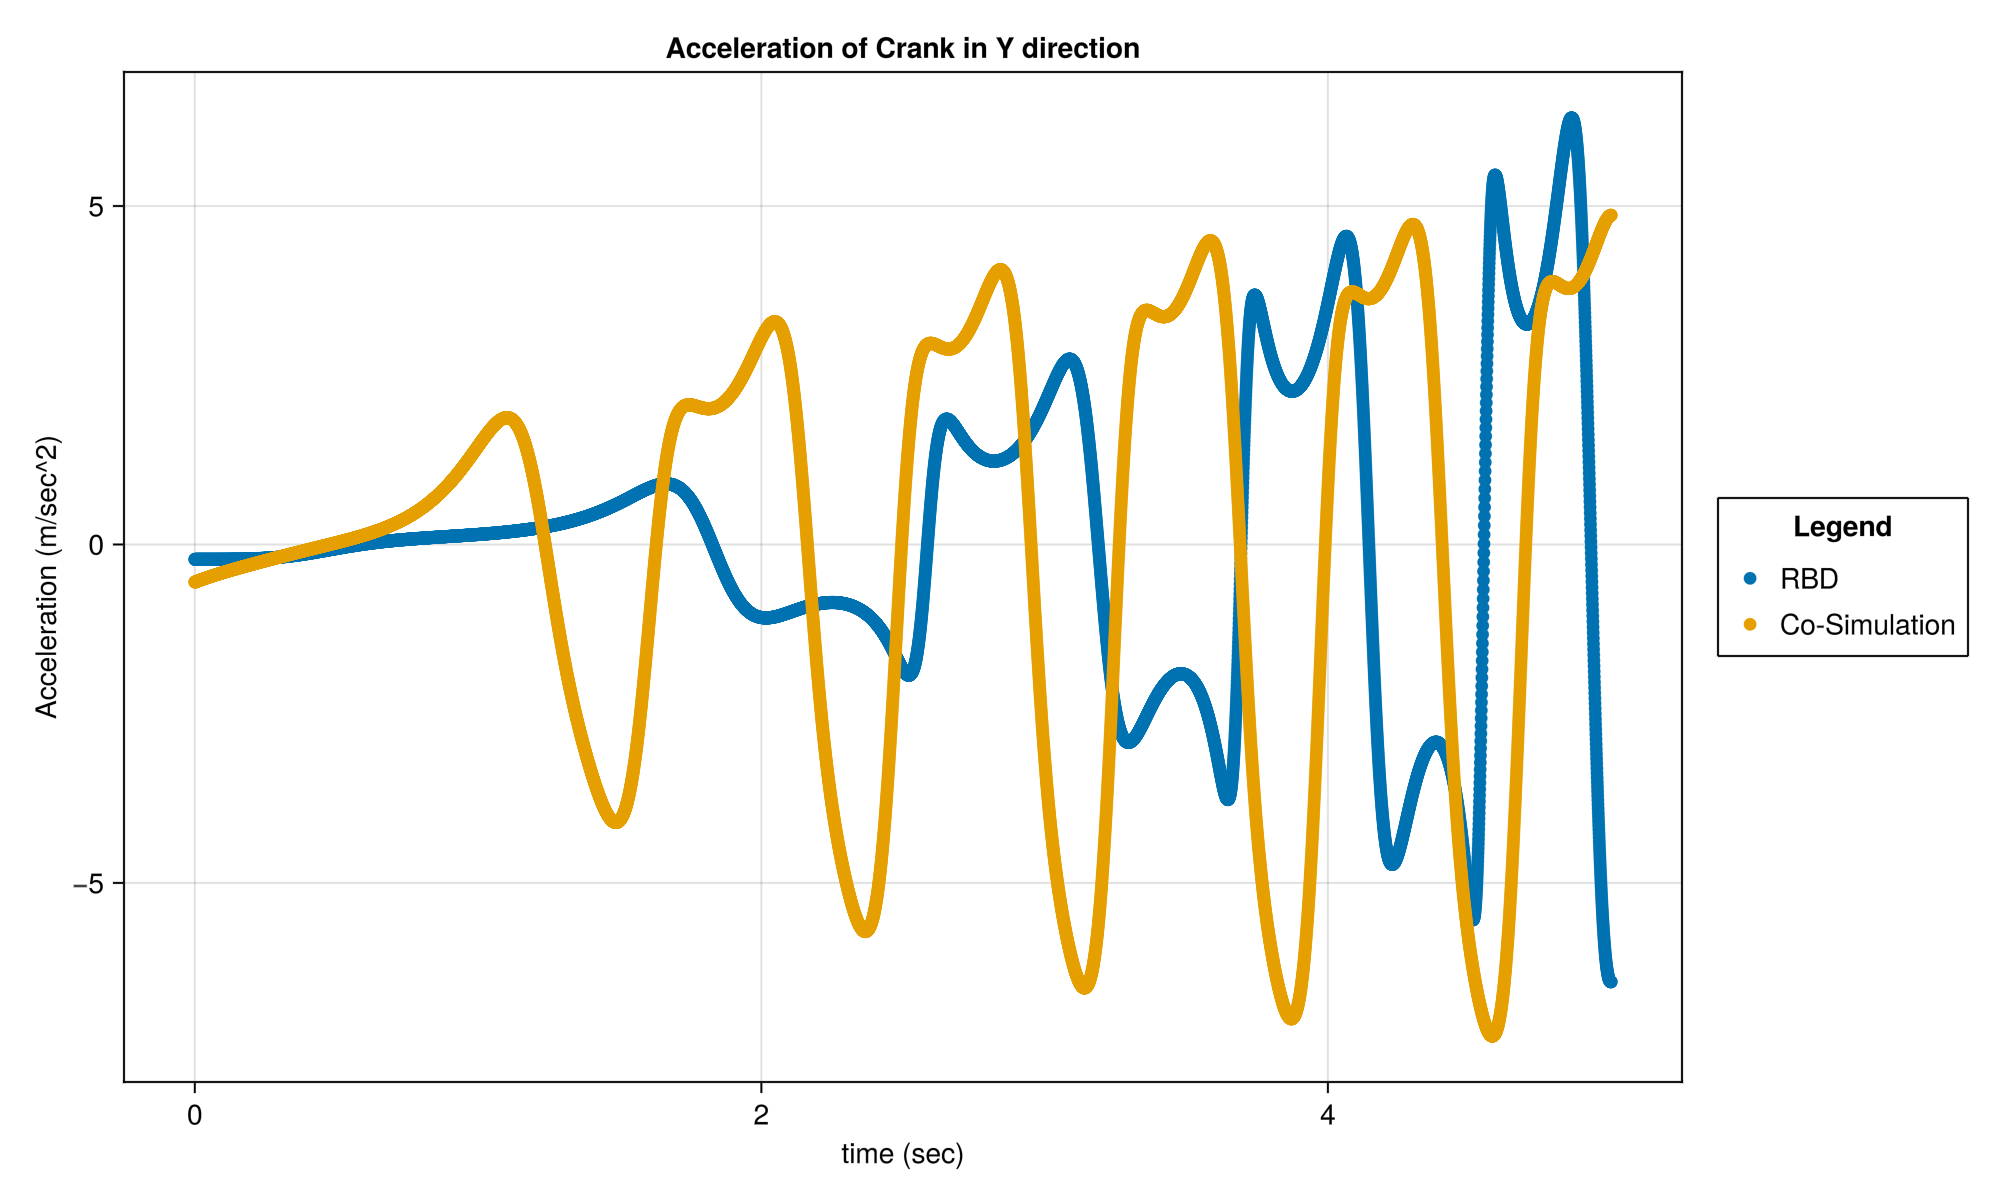 Acceleration of Crank in Y direction
Acceleration (m/sec^2)
5
0
−5
0
2
4
time (sec)
Legend
RBD
Co-Simulation